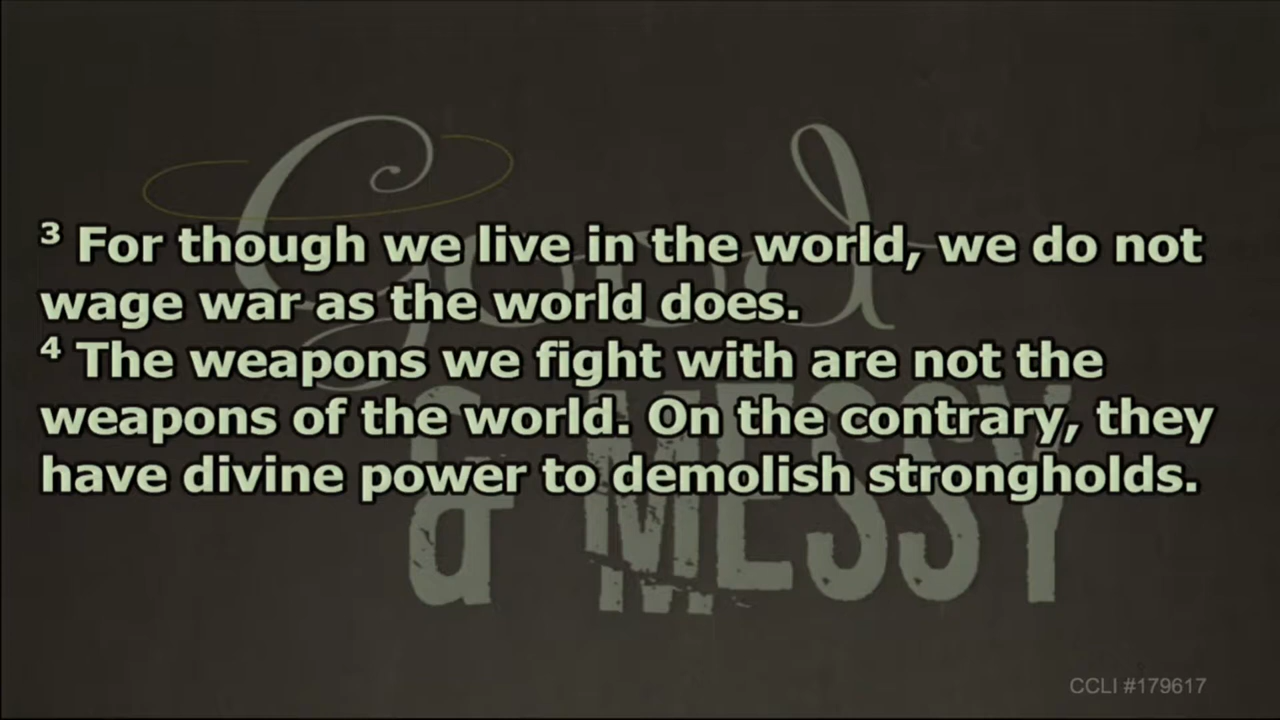 Good
& MESSY
³ For though we live in the world, we do not
wage war as the world does.
⁴ The weapons we fight with are not the
weapons of the world. On the contrary, they
have divine power to demolish strongholds.
CCLI #179617